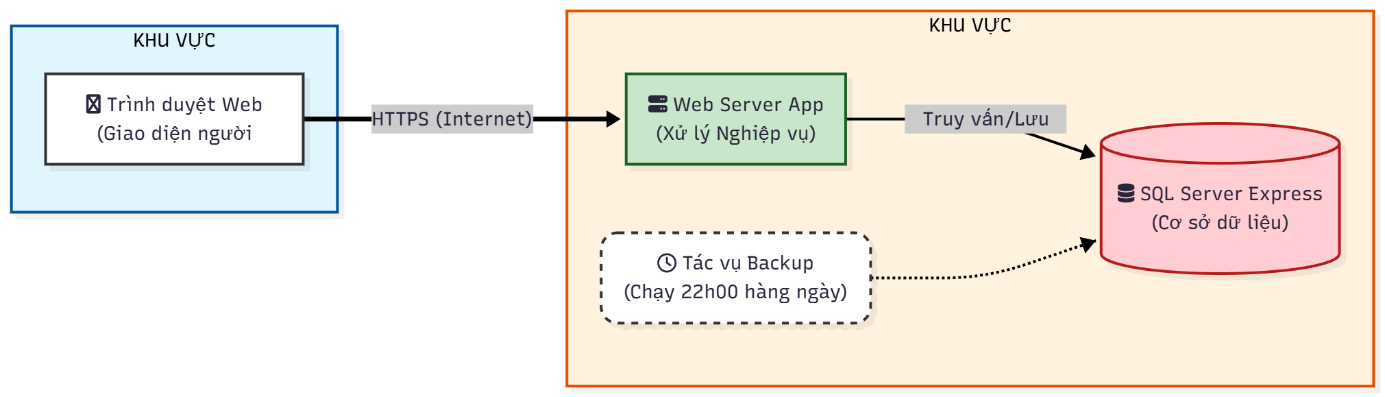 KHU VỰC
Trình duyệt Web
(Giao diện người
HTTPS (Internet)
KHU VỰC
Web Server App
(Xử lý Nghiệp vụ)
Truy vấn/Lưu
SQL Server Express
(Cơ sở dữ liệu)
Tác vụ Backup
(Chạy 22h00 hàng ngày)